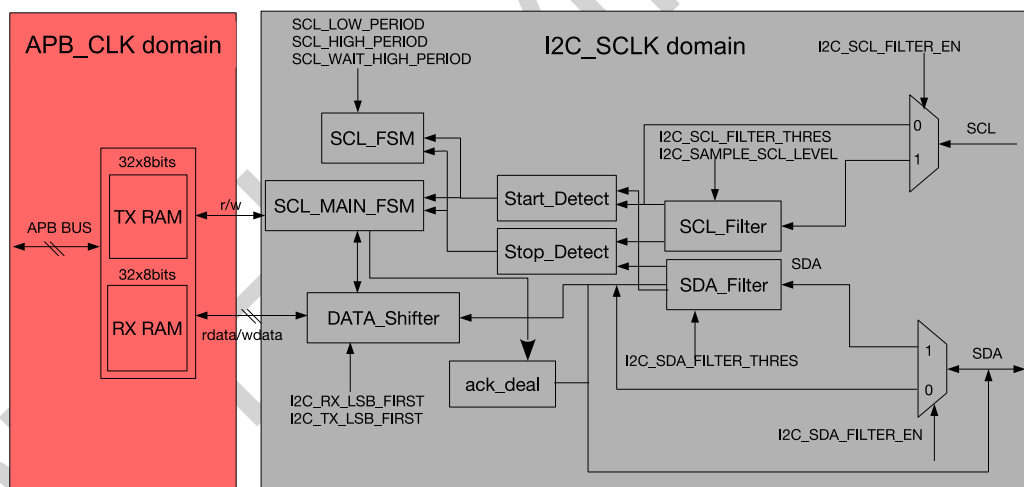 APB_CLK domain
I2C_SCLK domain
SCL_LOW_PERIOD
SCL_HIGH_PERIOD
SCL_WAIT_HIGH_PERIOD
I2C_SCL_FILTER_EN
SCL_FSM
0
1
SCL
I2C_SCL_FILTER_THRES
I2C_SAMPLE_SCL_LEVEL
32x8bits
TX RAM
r/w
SCL_MAIN_FSM
Start_Detect
SCL_Filter
APB BUS
Stop_Detect
SDA
32x8bits
RX RAM
rdata/wdata
DATA_Shifter
SDA_Filter
1
0
SDA
I2C_SDA_FILTER_THRES
ack_deal
I2C_RX_LSB_FIRST
I2C_TX_LSB_FIRST
I2C_SDA_FILTER_EN